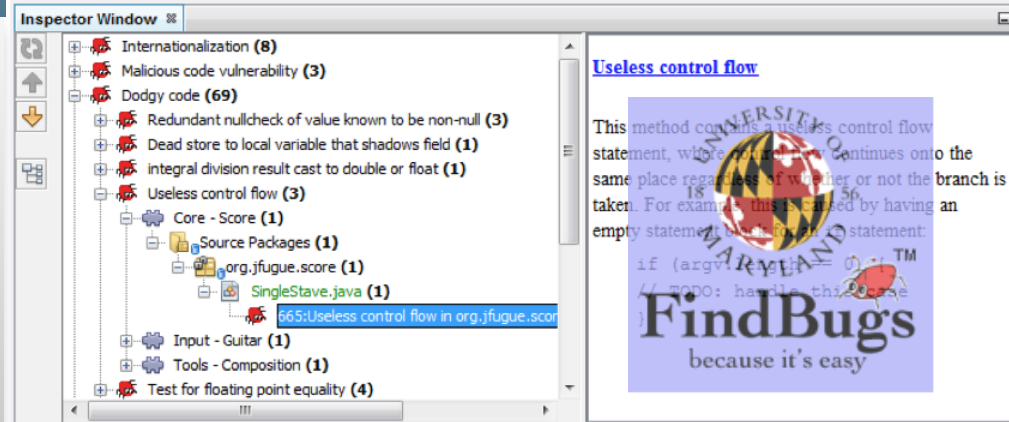 Inspector Window
Internationalization (8)
Malicious code vulnerability (3)
Dodgy code (69)
Redundant nullcheck of value known to be non-null (3)
Dead store to local variable that shadows field (1)
integral division result cast to double or float (1)
Useless control flow (3)
Core - Score (1)
Source Packages (1)
org.jfugue.score (1)
SingleStave.java (1)
665:Useless control flow in org.jfugue.scor
Input - Guitar (1)
Tools - Composition (1)
Test for floating point equality (4)
Useless control flow
This method contains a useless control flow
statement, where control flow continues onto the
same place regardless of whether or not the branch is
taken. For example, this is caused by having an
empty statement block for an if statement:
if (argv.length == 0) {
// TODO: handle this case
}
UNIVERSITY OF
18 56
MARYLAND
TM
FindBugs
because it's easy